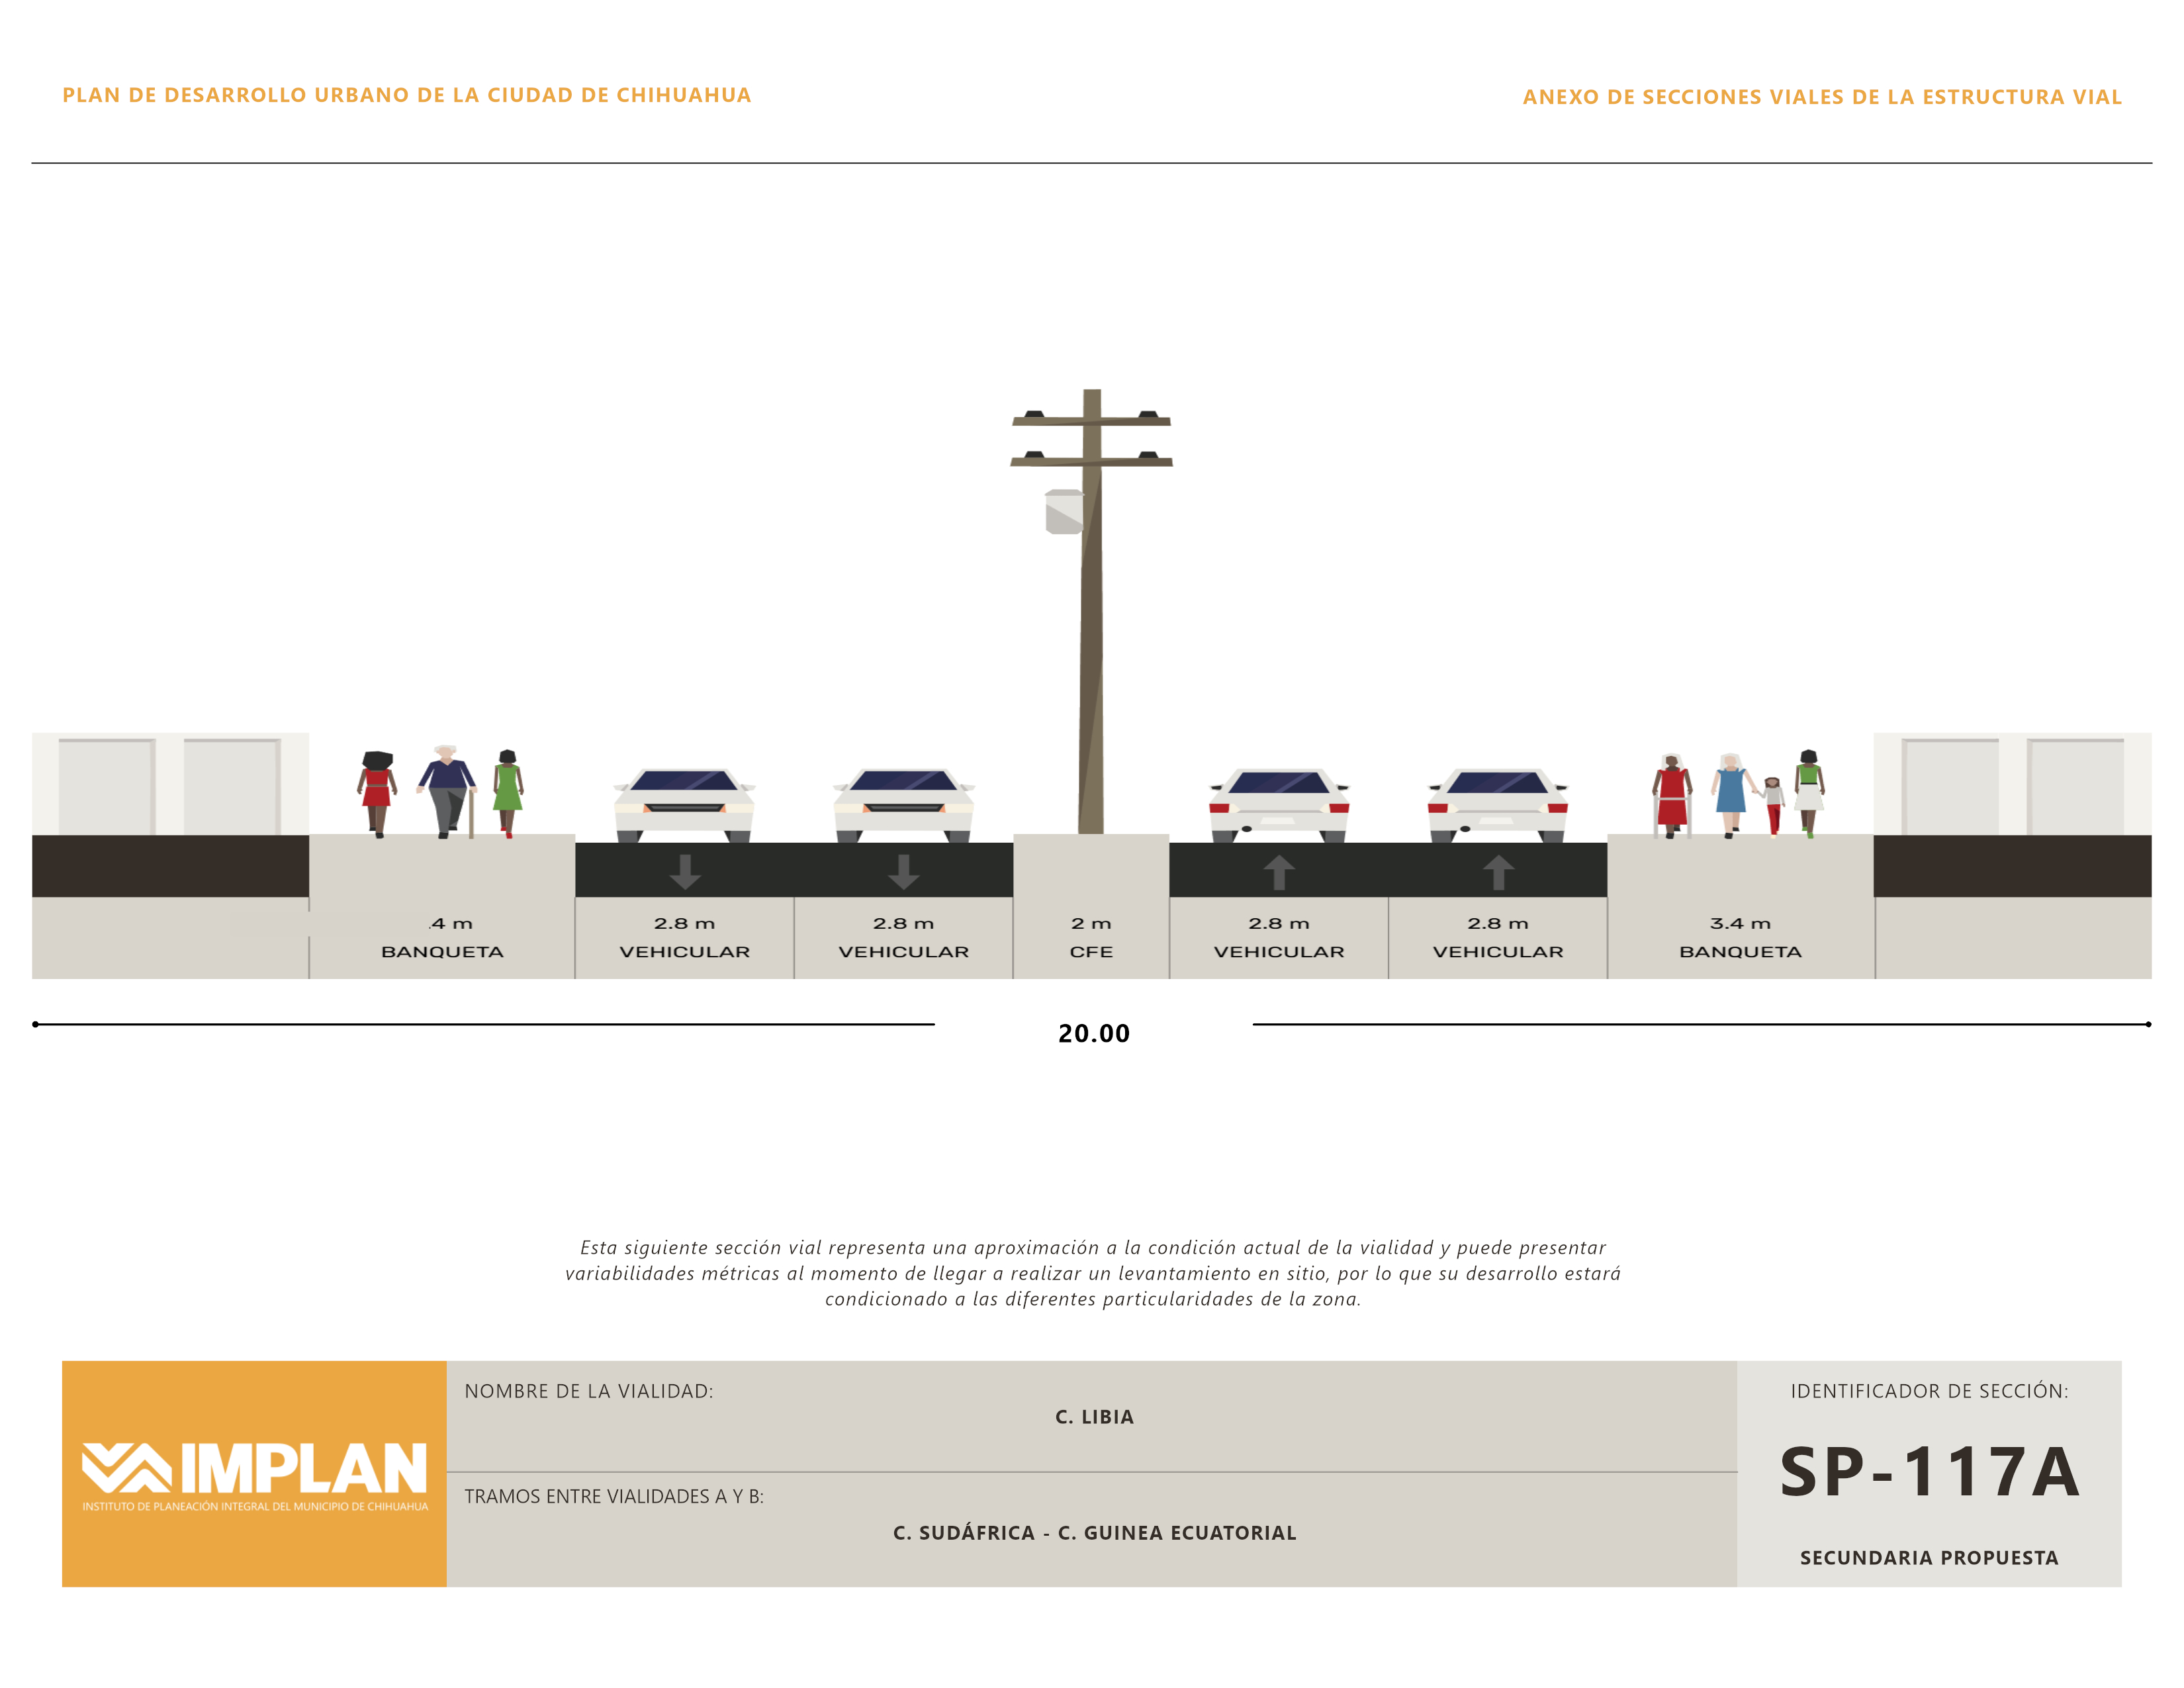 PLAN DE DESARROLLO URBANO DE LA CIUDAD DE CHIHUAHUA
ANEXO DE SECCIONES VIALES DE LA ESTRUCTURA VIAL
.4 m
BANQUETA
2.8 m
VEHICULAR
2.8 m
VEHICULAR
2 m
CFE
2.8 m
VEHICULAR
2.8 m
VEHICULAR
3.4 m
BANQUETA
20.00
Esta siguiente sección vial representa una aproximación a la condición actual de la vialidad y puede presentar
variabilidades métricas al momento de llegar a realizar un levantamiento en sitio, por lo que su desarrollo estará
condicionado a las diferentes particularidades de la zona.
IMPLAN
INSTITUTO DE PLANEACIÓN INTEGRAL DEL MUNICIPIO DE CHIHUAHUA
NOMBRE DE LA VIALIDAD:
C. LIBIA
TRAMOS ENTRE VIALIDADES A Y B:
C. SUDÁFRICA - C. GUINEA ECUATORIAL
IDENTIFICADOR DE SECCIÓN:
SP-117A
SECUNDARIA PROPUESTA